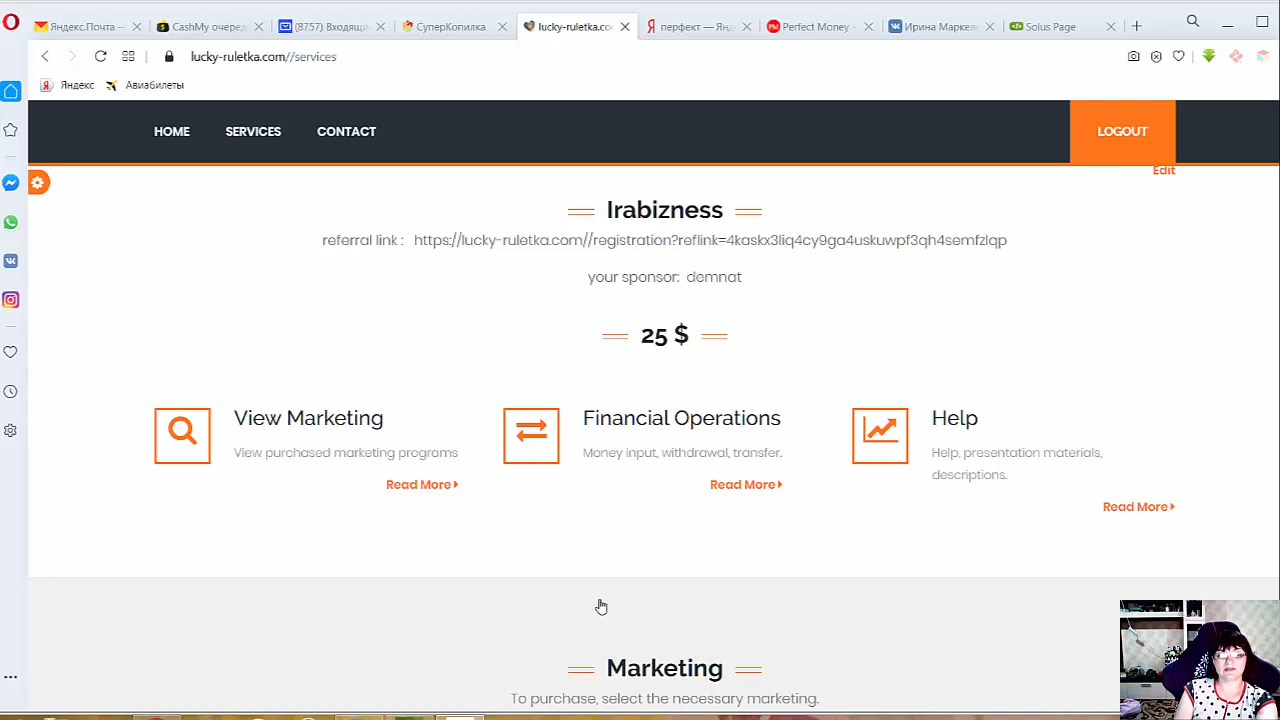 Яндекс.Почта —
CashMy очере
(8757) Входящи
СуперКопилка
lucky-ruletka.co
перфект — Янд
Perfect Money -
Ирина Маркел
Solus Page
lucky-ruletka.com//services
Яндекс
Авиабилеты
HOME
SERVICES
CONTACT
LOGOUT
Edit
Irabizness
referral link : https://lucky-ruletka.com//registration?reflink=4kaskx3liq4cy9ga4uskuwpf3qh4semfzlqp
your sponsor: demnat
25 $
View Marketing
View purchased marketing programs
Read More
Financial Operations
Money input, withdrawal, transfer.
Read More
Help
Help, presentation materials,
descriptions.
Read More
Marketing
To purchase, select the necessary marketing.